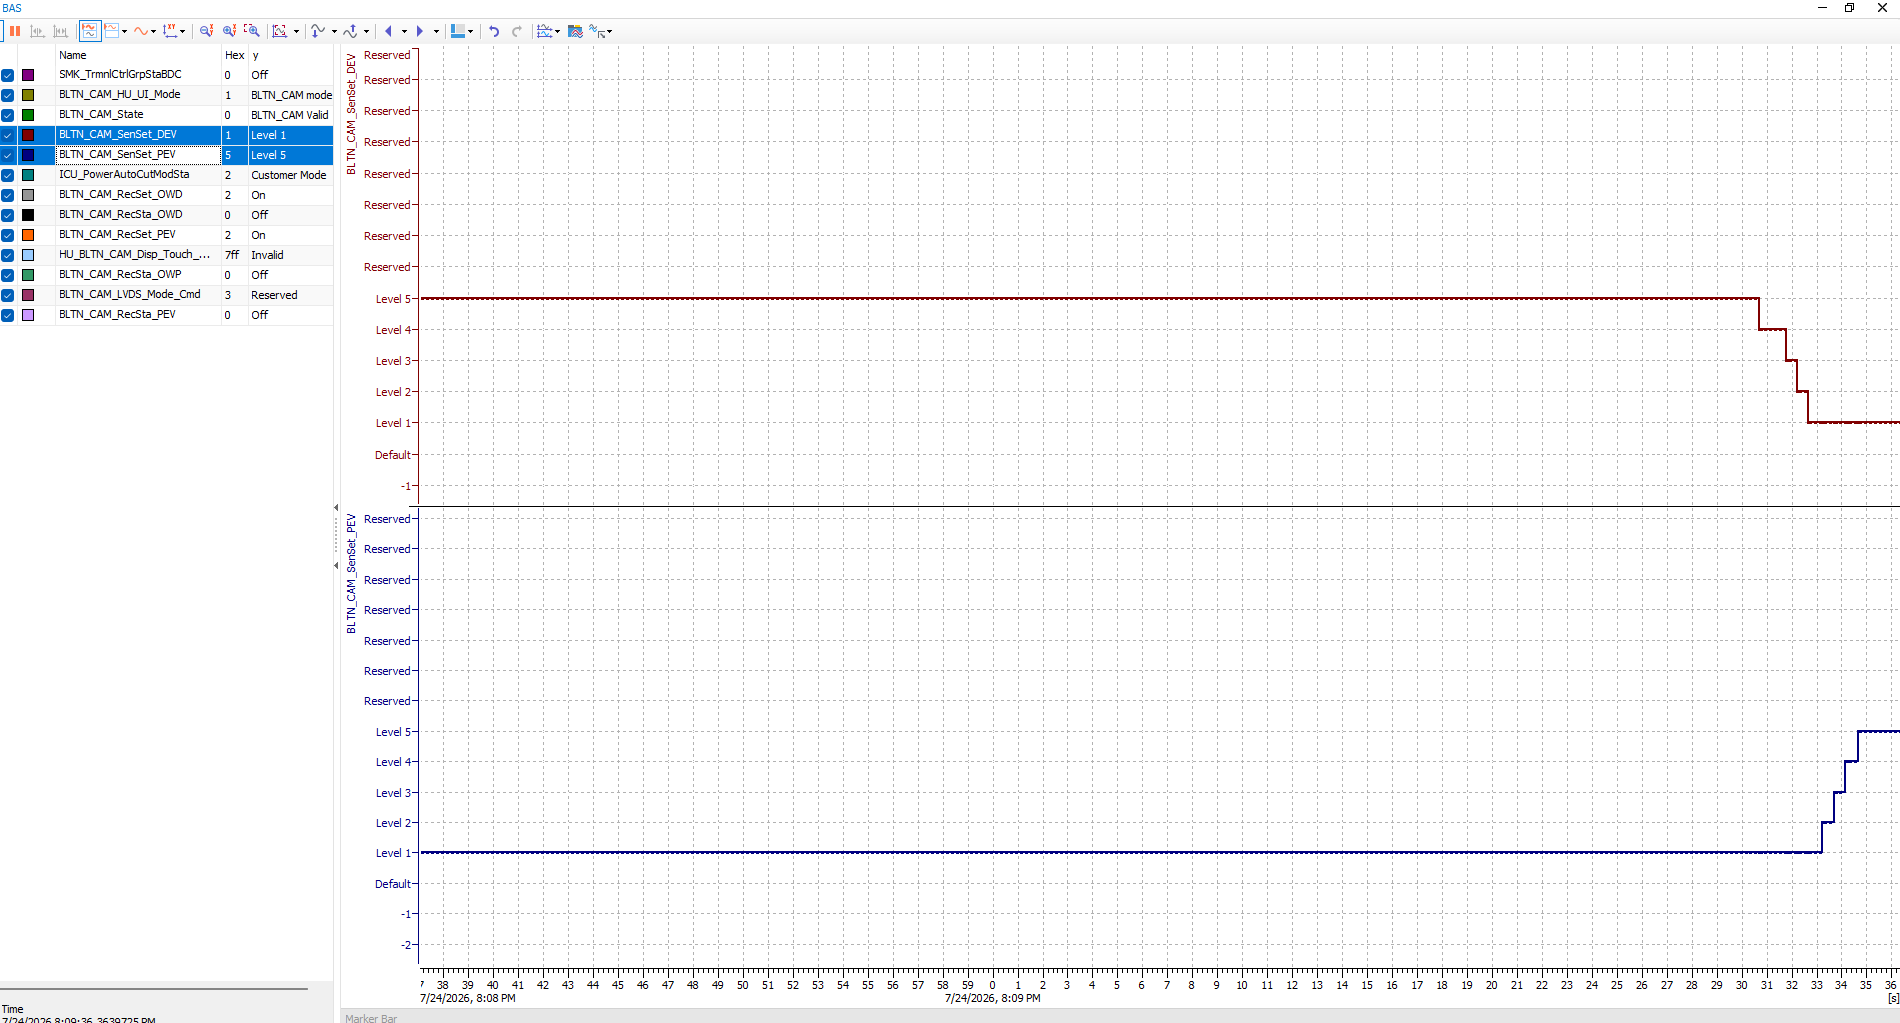 BAS
Name Hex y
SMK_TrmnlCtrlGrpStaBDC 0 Off
BLTN_CAM_HU_UI_Mode 1 BLTN_CAM mode
BLTN_CAM_State 0 BLTN_CAM Valid
BLTN_CAM_SenSet_DEV 1 Level 1
BLTN_CAM_SenSet_PEV 5 Level 5
ICU_PowerAutoCutModSta 2 Customer Mode
BLTN_CAM_RecSet_OWD 2 On
BLTN_CAM_RecSta_OWD 0 Off
BLTN_CAM_RecSet_PEV 2 On
HU_BLTN_CAM_Disp_Touch_... 7ff Invalid
BLTN_CAM_RecSta_OWP 0 Off
BLTN_CAM_LVDS_Mode_Cmd 3 Reserved
BLTN_CAM_RecSta_PEV 0 Off
Time
7/24/2026 8:09:36.3639725 PM
BLTN_CAM_SenSet_DEV
Reserved
Reserved
Reserved
Reserved
Reserved
Reserved
Reserved
Reserved
Level 5
Level 4
Level 3
Level 2
Level 1
Default
-1
BLTN_CAM_SenSet_PEV
Reserved
Reserved
Reserved
Reserved
Reserved
Reserved
Reserved
Level 5
Level 4
Level 3
Level 2
Level 1
Default
-1
-2
7 38 39 40 41 42 43 44 45 46 47 48 49 50 51 52 53 54 55 56 57 58 59 0 1 2 3 4 5 6 7 8 9 10 11 12 13 14 15 16 17 18 19 20 21 22 23 24 25 26 27 28 29 30 31 32 33 34 35 36
7/24/2026, 8:08 PM 7/24/2026, 8:09 PM [s]
Marker Bar